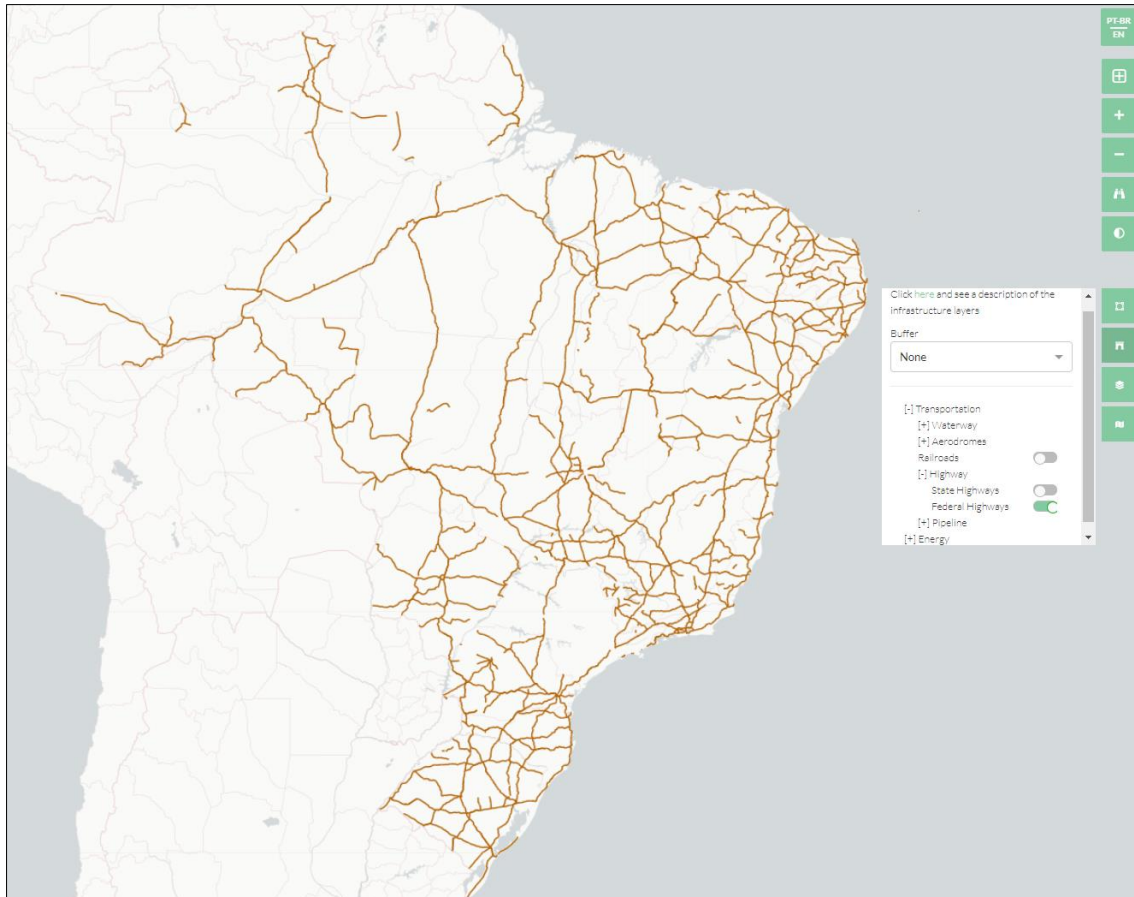 PT-BR
EN
Click here and see a description of the
infrastructure layers
Buffer
None
[-] Transportation
[+] Waterway
[+] Aerodromes
Railroads
[-] Highway
State Highways
Federal Highways
[+] Pipeline
[+] Energy